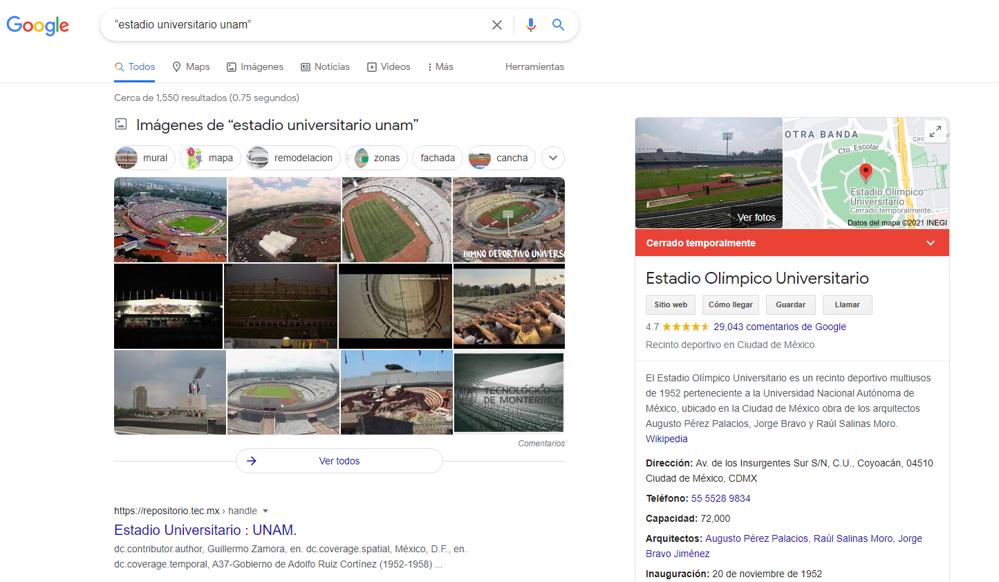 Google
“estadio universitario unam”
Todos
Maps
Imágenes
Noticias
Videos
Más
Herramientas
Cerca de 1,550 resultados (0.75 segundos)
Imágenes de “estadio universitario unam”
mural
mapa
remodelacion
zonas
fachada
cancha
HIMNO DEPORTIVO UNIVERS
TECNOLÓGICO
DE MONTERREY
Comentarios
Ver todos
https://repositorio.tec.mx › handle
Estadio Universitario : UNAM.
dc.contributor.author, Guillermo Zamora, en. dc.coverage.spatial, México, D.F., en.
dc.coverage.temporal, A37-Gobierno de Adolfo Ruiz Cortínez (1952-1958) ...
Ver fotos
OTRA BANDA
Cto. Escolar
Estadio Olímpico
Universitario
Cerrado temporalmente
Datos del mapa ©2021 INEGI
Cerrado temporalmente
Estadio Olímpico Universitario
Sitio web
Cómo llegar
Guardar
Llamar
4.7
29,043 comentarios de Google
Recinto deportivo en Ciudad de México
El Estadio Olímpico Universitario es un recinto deportivo multiusos
de 1952 perteneciente a la Universidad Nacional Autónoma de
México, ubicado en la Ciudad de México obra de los arquitectos
Augusto Pérez Palacios, Jorge Bravo y Raúl Salinas Moro.
Wikipedia
Dirección: Av. de los Insurgentes Sur S/N, C.U., Coyoacán, 04510
Ciudad de México, CDMX
Teléfono: 55 5528 9834
Capacidad: 72,000
Arquitectos: Augusto Pérez Palacios, Raúl Salinas Moro, Jorge
Bravo Jiménez
Inauguración: 20 de noviembre de 1952